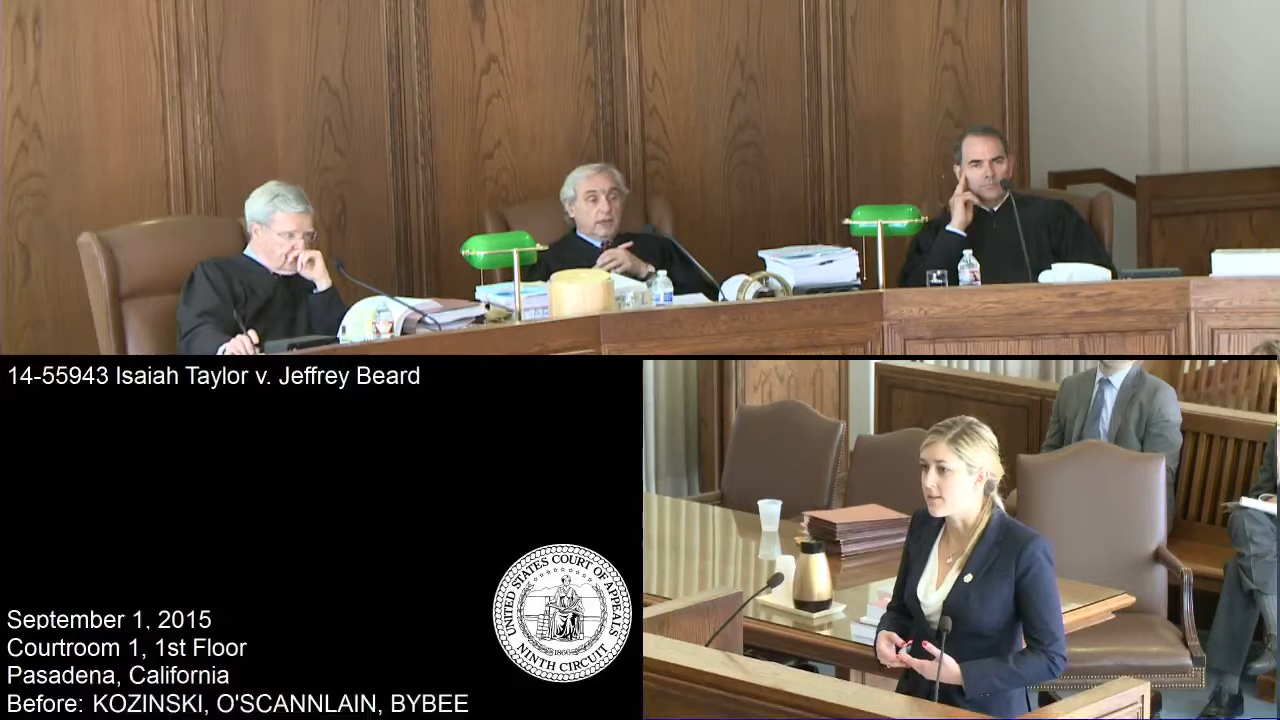 14-55943 Isaiah Taylor v. Jeffrey Beard
UNITED STATES COURT OF APPEALS
NINTH CIRCUIT
September 1, 2015
Courtroom 1, 1st Floor
Pasadena, California
Before: KOZINSKI, O'SCANNLAIN, BYBEE